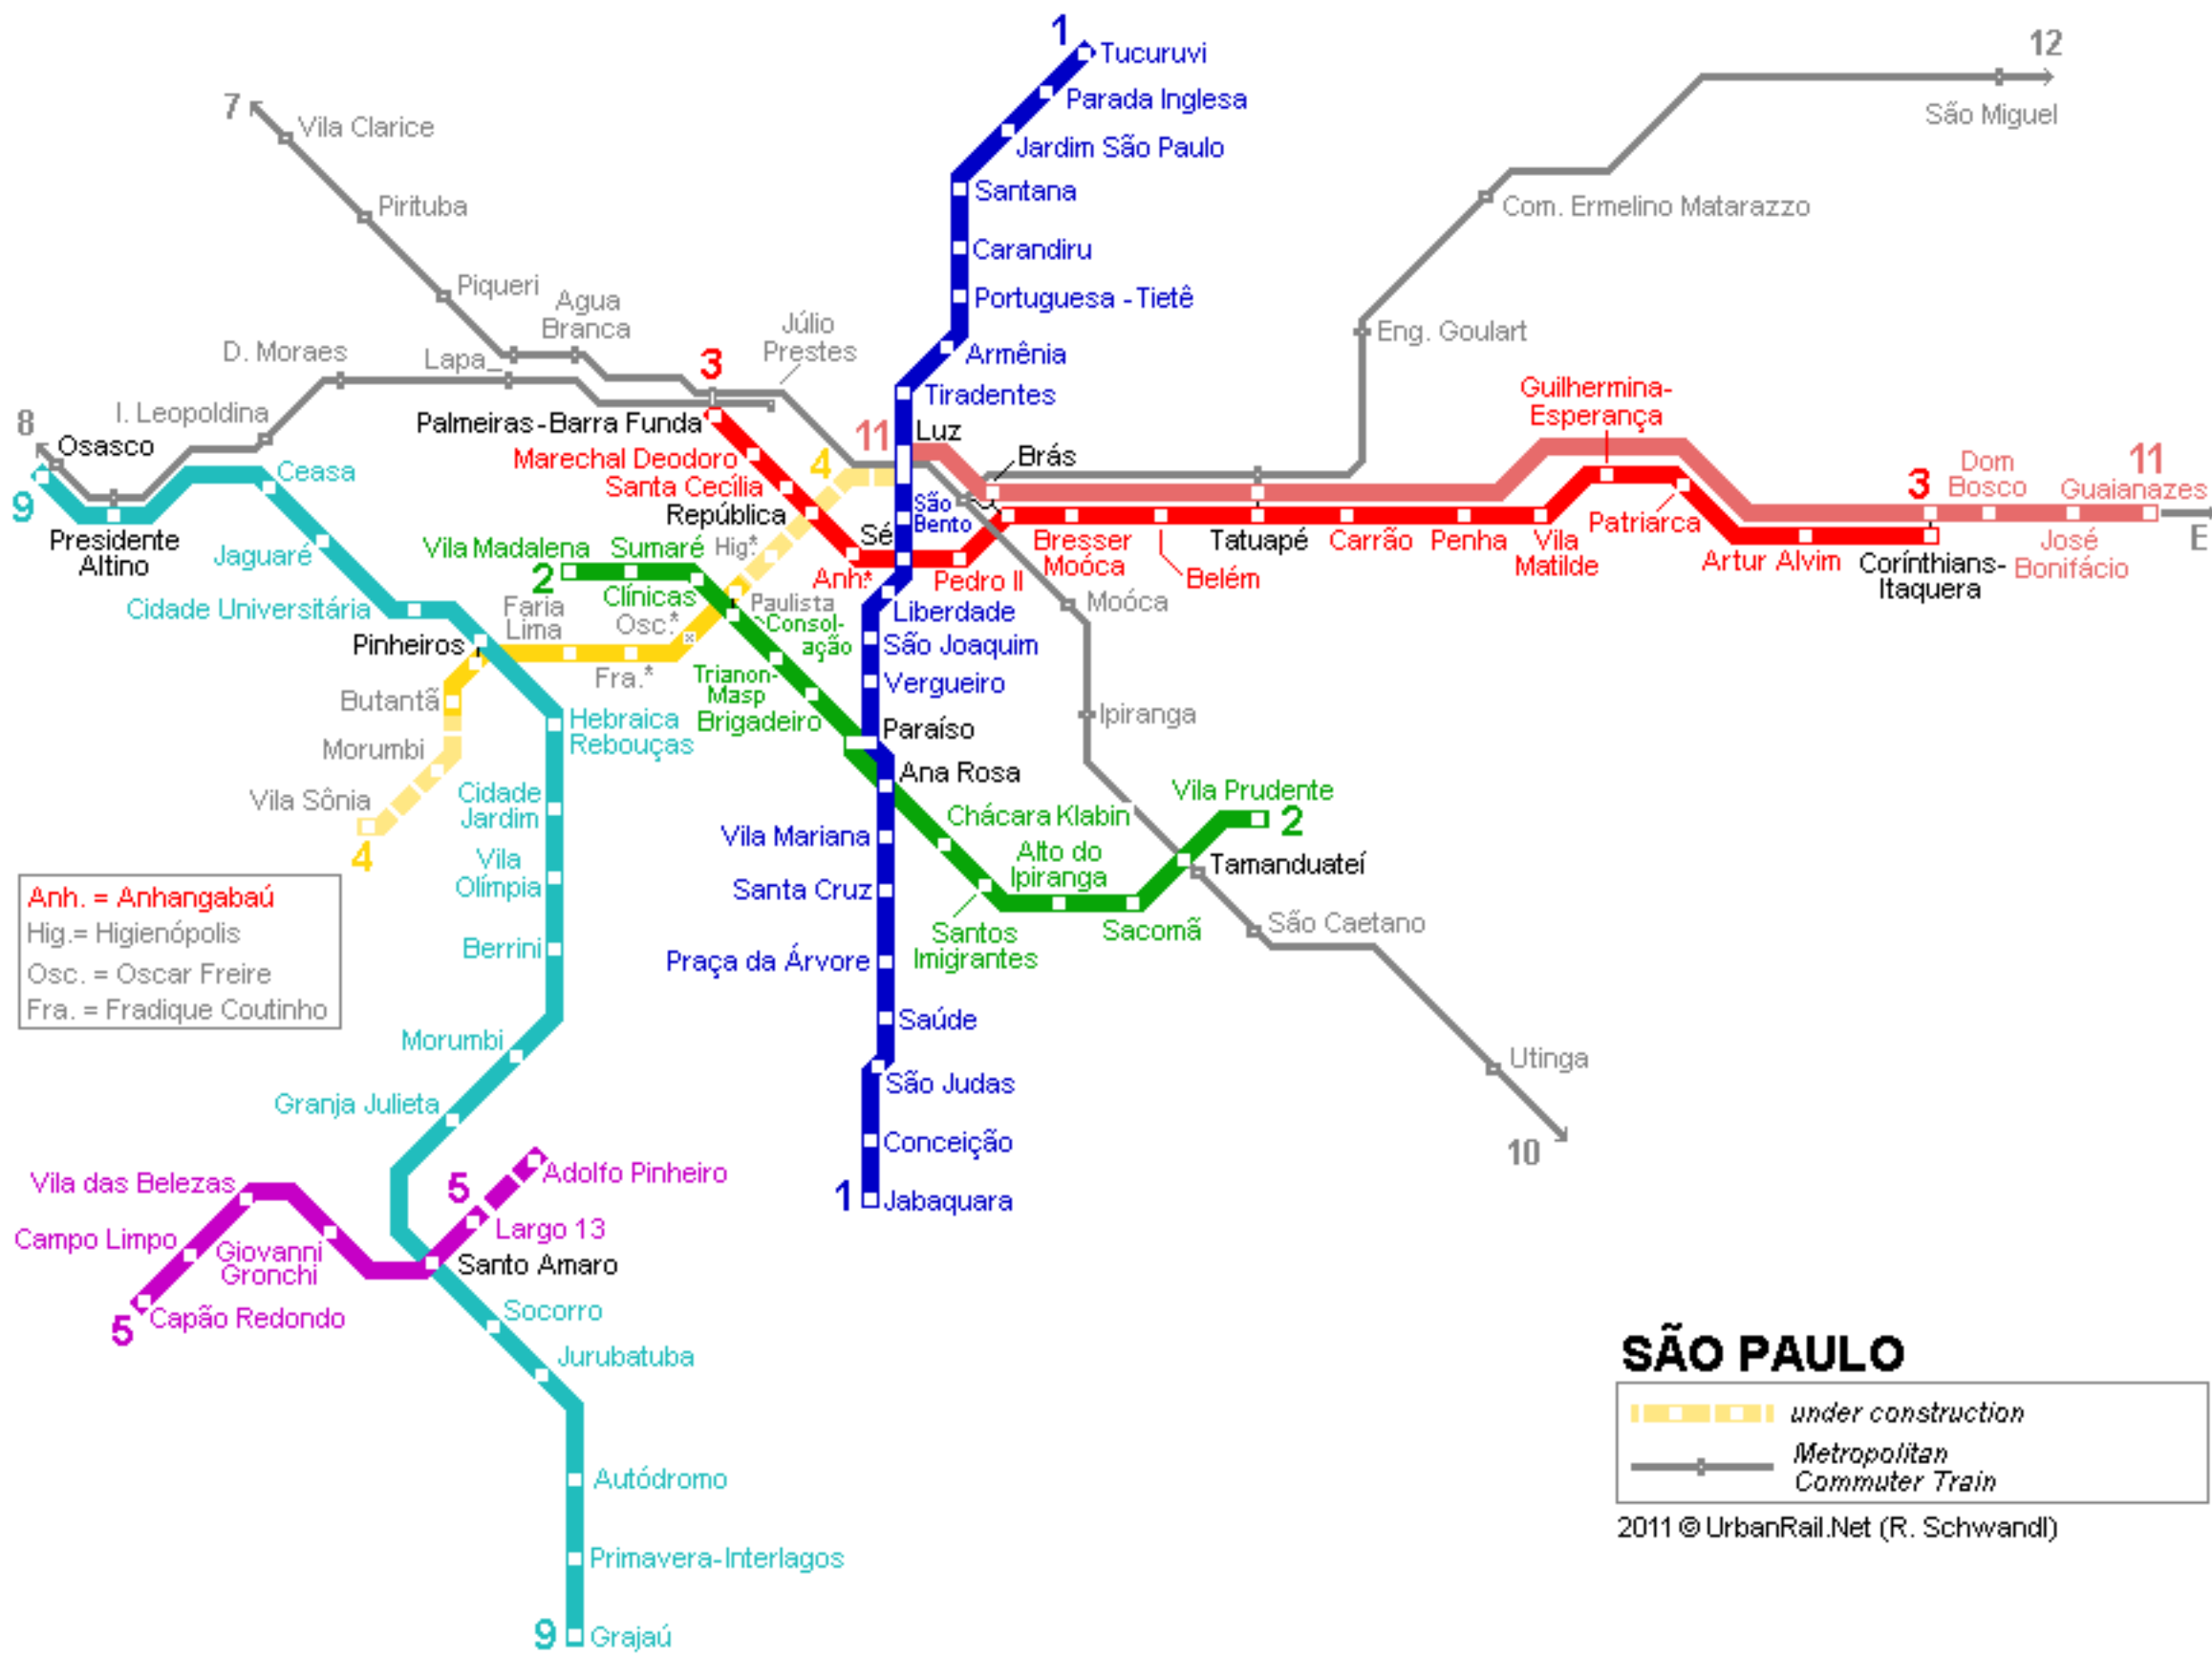 1
Tucuruvi
Parada Inglesa
Jardim São Paulo
Santana
Carandiru
Portuguesa - Tietê
Armênia
Tiradentes
Luz
São
Bento
Sé
Liberdade
São Joaquim
Vergueiro
Paraíso
Ana Rosa
Vila Mariana
Santa Cruz
Praça da Árvore
Saúde
São Judas
Conceição
1
Jabaquara
7
Vila Clarice
Pirituba
Piqueri
Agua
Branca
Júlio
Prestes
D. Moraes
Lapa_
I. Leopoldina
8
Osasco
9
Presidente
Altino
Ceasa
Jaguaré
Cidade Universitária
Pinheiros
Hebraica
Rebouças
Cidade
Jardim
Vila
Olímpia
Berrini
Morumbi
Granja Julieta
Santo Amaro
Socorro
Jurubatuba
Autódromo
Primavera-Interlagos
9
Grajaú
3
Palmeiras-Barra Funda
Marechal Deodoro
Santa Cecília
República
Anh.*
Pedro II
Brás
Bresser
Moóca
Belém
Tatuapé
Carrão
Penha
Vila
Matilde
Guilhermina-
Esperança
Patriarca
Artur Alvim
3
Corínthians-
Itaquera
11
Dom
Bosco
José
Bonifácio
11
Guaianazes
E
12
São Miguel
Com. Ermelino Matarazzo
Eng. Goulart
Moóca
Ipiranga
Tamanduateí
São Caetano
Utinga
10
Vila Madalena
2
Sumaré
Clínicas
Consol-
ação
Trianon-
Masp
Brigadeiro
Chácara Klabin
Santos
Imigrantes
Alto do
Ipiranga
Sacomã
Vila Prudente
2
4
Hig.*
Paulista
Osc.*
Faria
Lima
Fra.*
Butantã
Morumbi
Vila Sônia
4
Vila das Belezas
Campo Limpo
Giovanni
Gronchi
5
Capão Redondo
5
Adolfo Pinheiro
Largo 13
Anh. = Anhangabaú
Hig.= Higienópolis
Osc. = Oscar Freire
Fra. = Fradique Coutinho
SÃO PAULO
under construction
Metropolitan
Commuter Train
2011 © UrbanRail.Net (R. Schwandl)